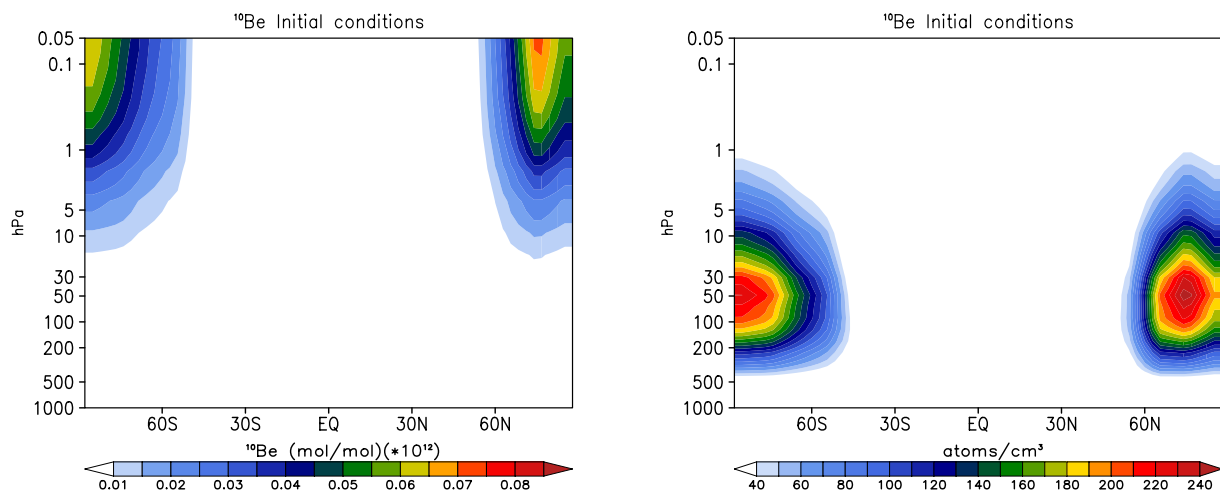 ¹⁰Be Initial conditions
0.05
0.1
1
5
10
30
50
100
200
500
1000
hPa
60S 30S EQ 30N 60N
¹⁰Be (mol/mol)(*10¹²)
0.01 0.02 0.03 0.04 0.05 0.06 0.07 0.08
¹⁰Be Initial conditions
0.05
0.1
1
5
10
30
50
100
200
500
1000
hPa
60S 30S EQ 30N 60N
atoms/cm³
40 60 80 100 120 140 160 180 200 220 240